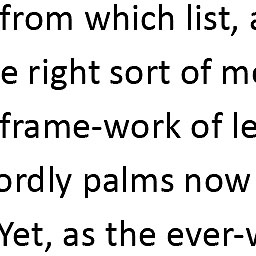 from which list,
e right sort of m
frame-work of le
ordly palms now
Yet, as the ever-